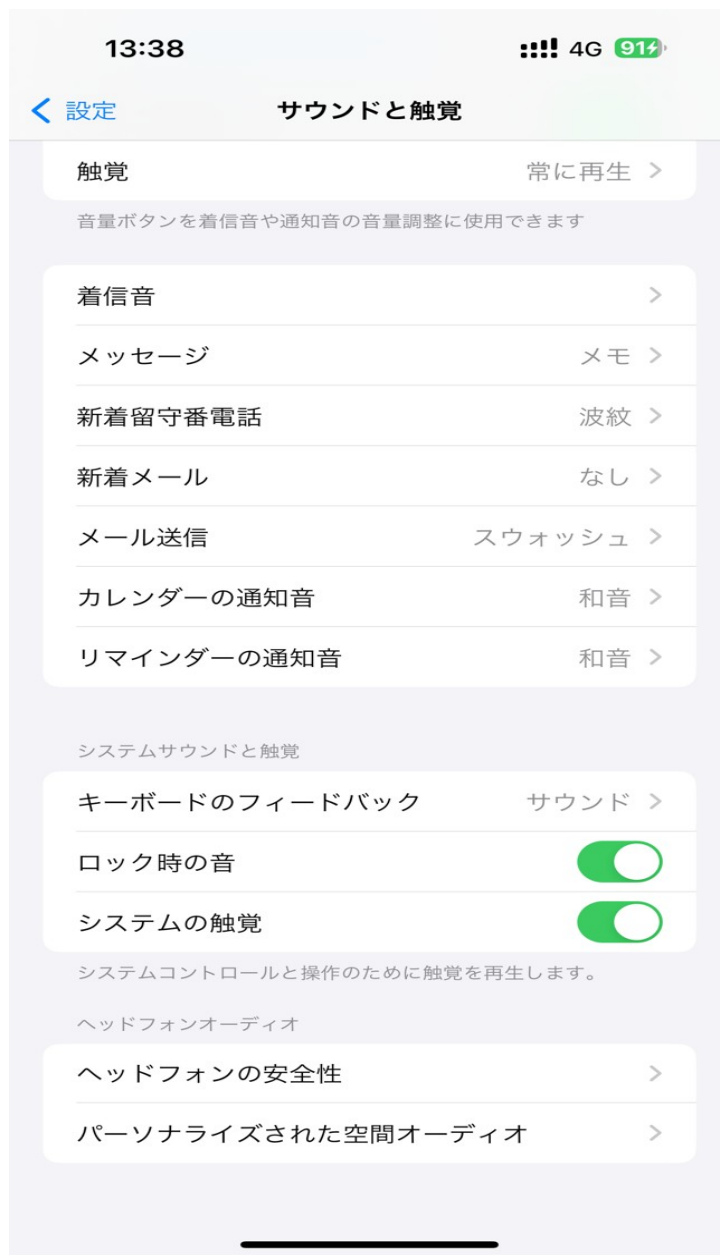 13:38 4G 91
設定 サウンドと触覚
触覚 常に再生
音量ボタンを着信音や通知音の音量調整に使用できます
着信音
メッセージ メモ
新着留守番電話 波紋
新着メール なし
メール送信 スウォッシュ
カレンダーの通知音 和音
リマインダーの通知音 和音
システムサウンドと触覚
キーボードのフィードバック サウンド
ロック時の音
システムの触覚
システムコントロールと操作のために触覚を再生します。
ヘッドフォンオーディオ
ヘッドフォンの安全性
パーソナライズされた空間オーディオ